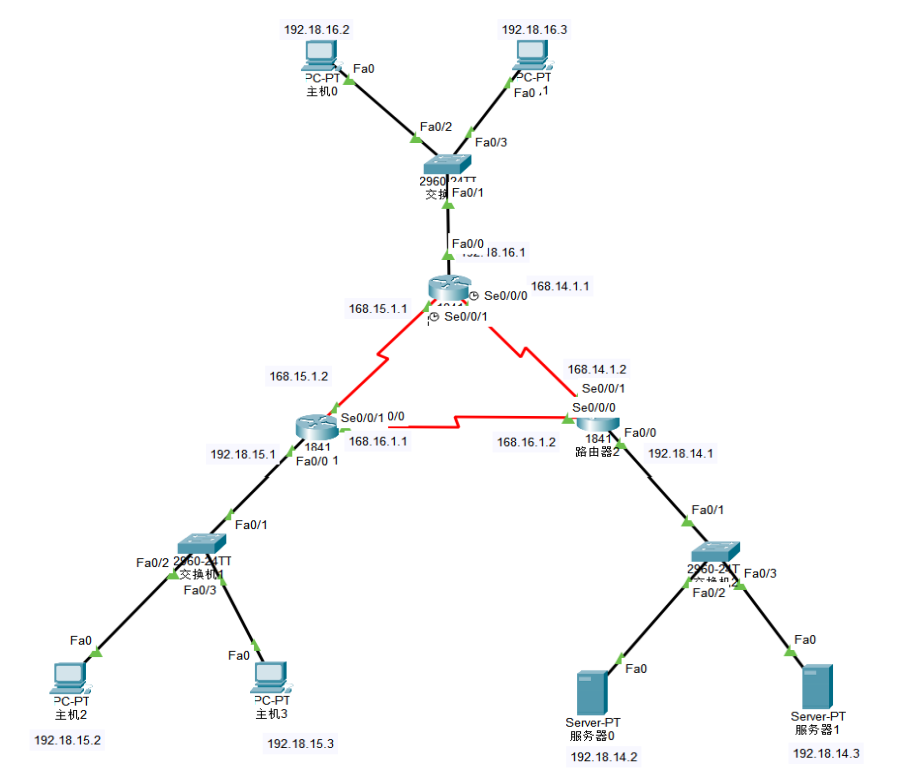 192.18.16.2
192.18.16.3
Fa0
PC-PT
主机0
PC-PT
Fa0
Fa0/2
Fa0/3
2960-24TT
交换
Fa0/1
Fa0/0
192.18.16.1
Se0/0/0
168.14.1.1
168.15.1.1
1841
Se0/0/1
168.15.1.2
168.14.1.2
Se0/0/1
Se0/0/0
Se0/0/1
0/0
168.16.1.1
168.16.1.2
1841
路由器2
Fa0/0
192.18.14.1
1841
192.18.15.1
Fa0/0
1
Fa0/1
Fa0/1
Fa0/2
2960-24TT
交换机1
Fa0/3
2960-24T
交换机2
Fa0/3
Fa0/2
Fa0
Fa0
Fa0
Fa0
PC-PT
主机2
PC-PT
主机3
Server-PT
服务器0
Server-PT
服务器1
192.18.15.2
192.18.15.3
192.18.14.2
192.18.14.3